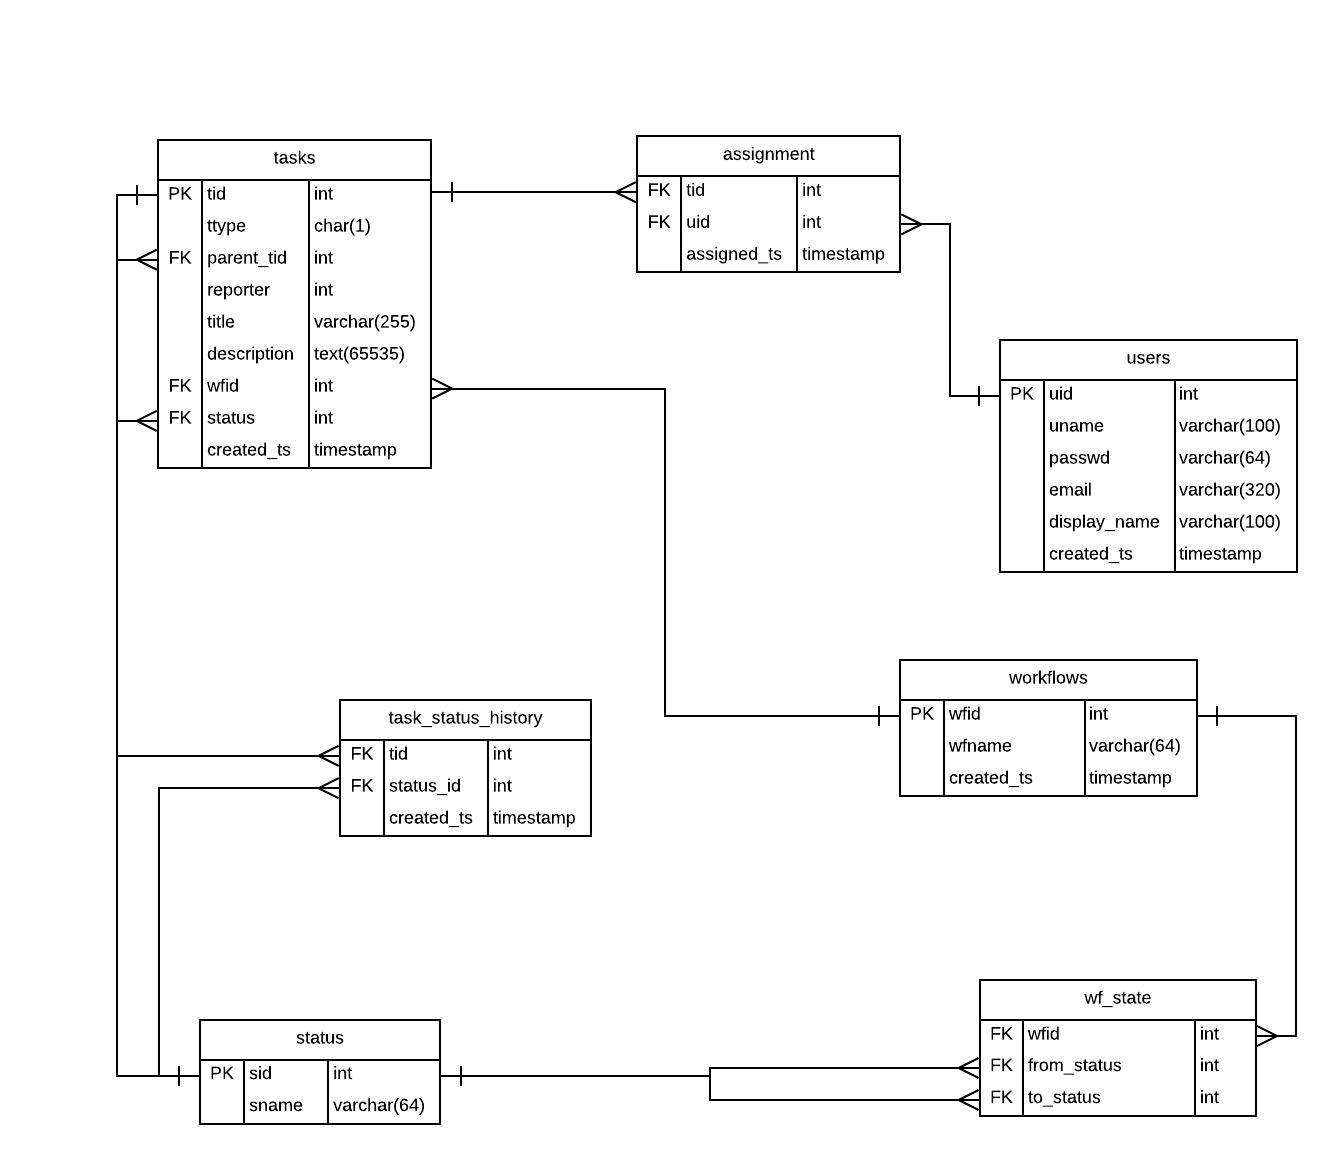 tasks
PK tid int
ttype char(1)
FK parent_tid int
reporter int
title varchar(255)
description text(65535)
FK wfid int
FK status int
created_ts timestamp
assignment
FK tid int
FK uid int
assigned_ts timestamp
users
PK uid int
uname varchar(100)
passwd varchar(64)
email varchar(320)
display_name varchar(100)
created_ts timestamp
workflows
PK wfid int
wfname varchar(64)
created_ts timestamp
task_status_history
FK tid int
FK status_id int
created_ts timestamp
wf_state
FK wfid int
FK from_status int
FK to_status int
status
PK sid int
sname varchar(64)